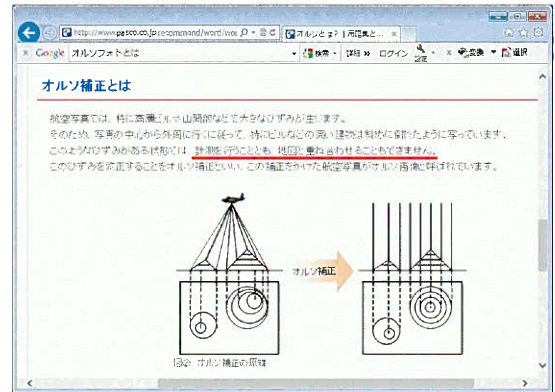 http://www.pasco.co.jp/recommend/word/
オルソとは? | 用語集と...
Google オルソフォトとは 検索 詳細 » ログイン 設定 x 変換 選択
オルソ補正とは
航空写真では、特に高層ビルや山間部などで大きなひずみが生じます。
そのため、写真の中心から外周に行くに従って、特にビルなどの高い建物は斜めに倒れたように写っています。
このようなひずみがある状態では、計測を行うことも、地図と重ね合わせることもできません。
このひずみを修正することをオルソ補正といい、この補正をかけた航空写真がオルソ画像と呼ばれています。
オルソ補正
図2 オルソ補正の原理